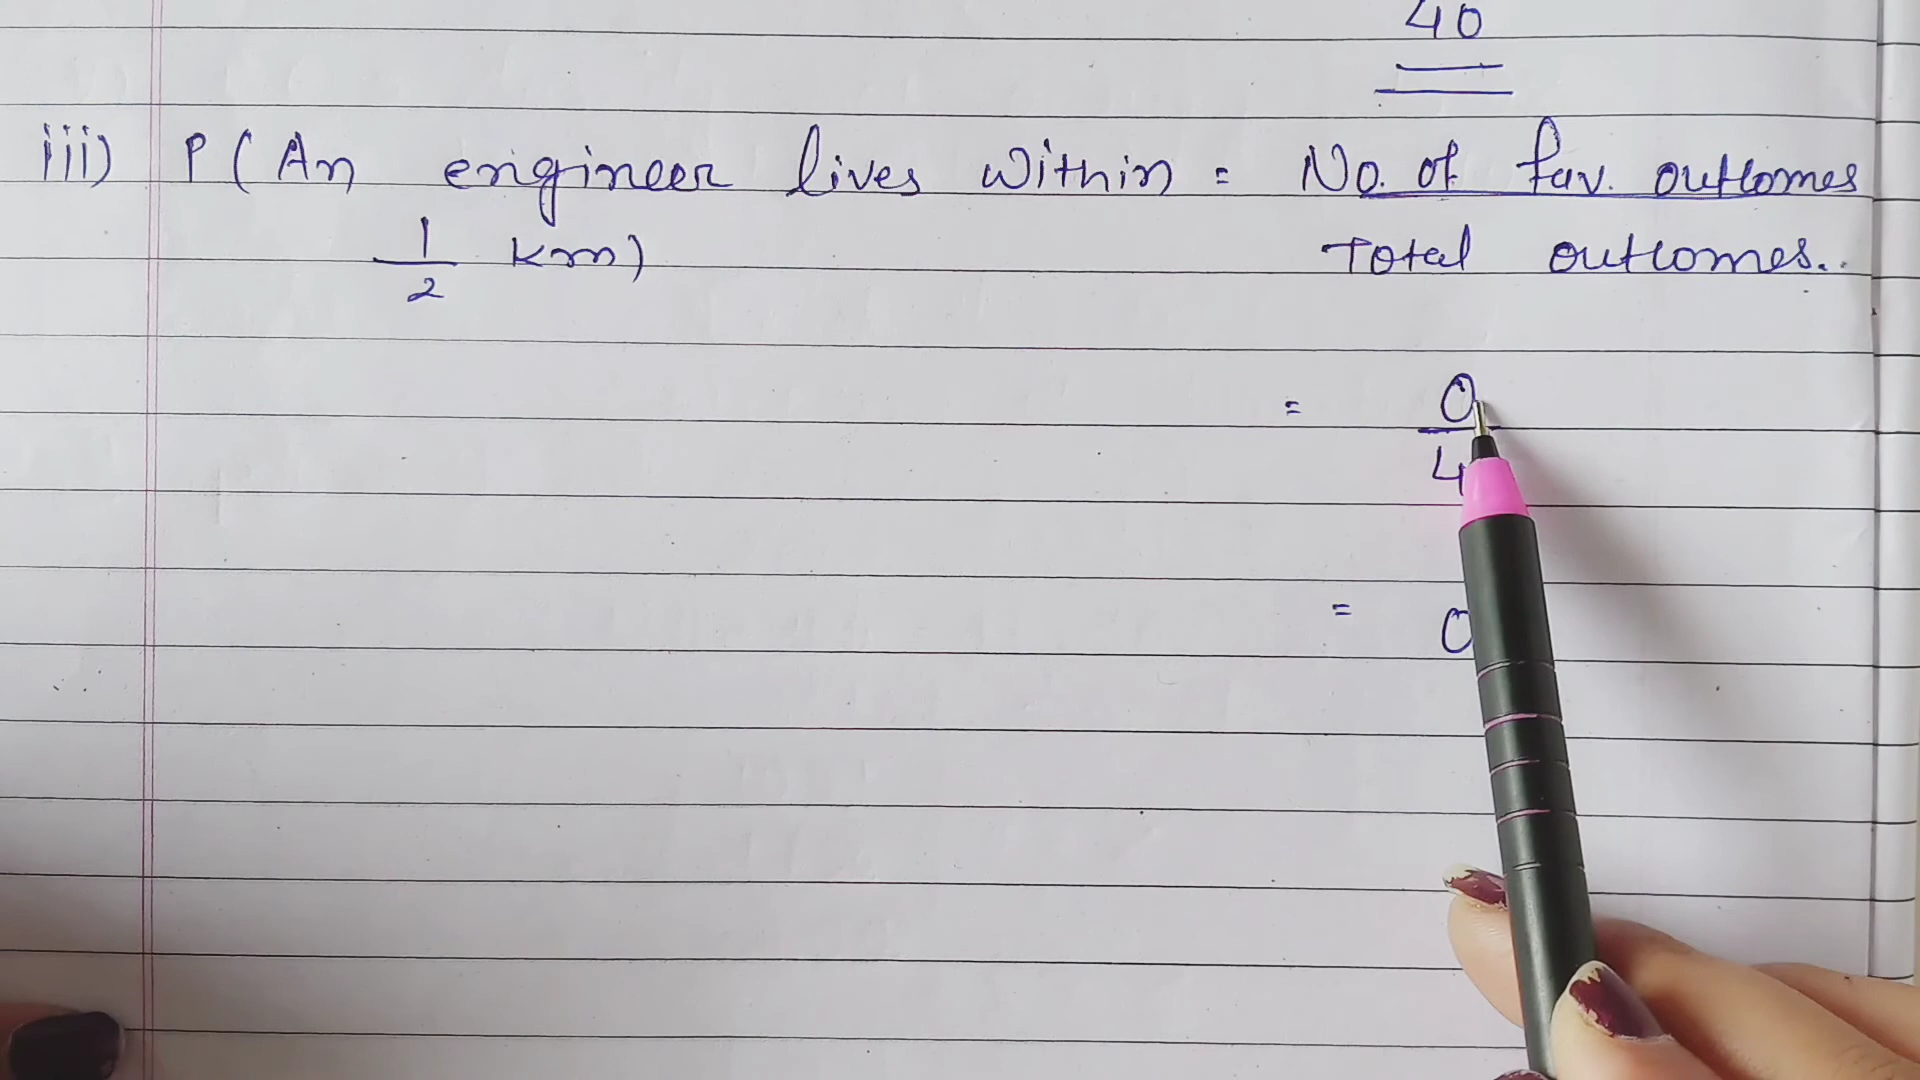 40
iii) P ( An engineer lives within = No. of fav. outcomes
1/2 km) Total outcomes..
= 0
4
= 0